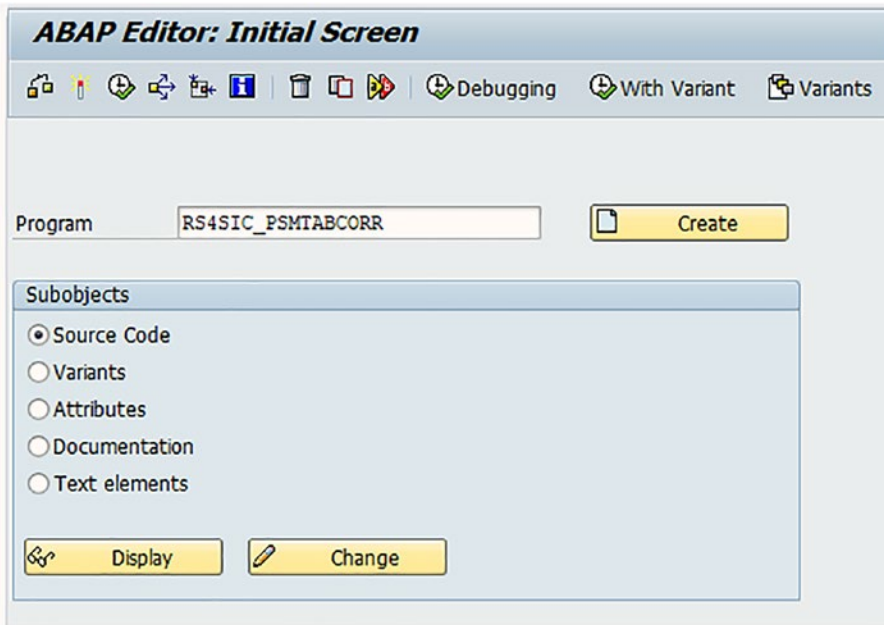 ABAP Editor: Initial Screen
Debugging With Variant Variants
Program RS4SIC_PSMTABCORR Create
Subobjects
Source Code
Variants
Attributes
Documentation
Text elements
Display Change